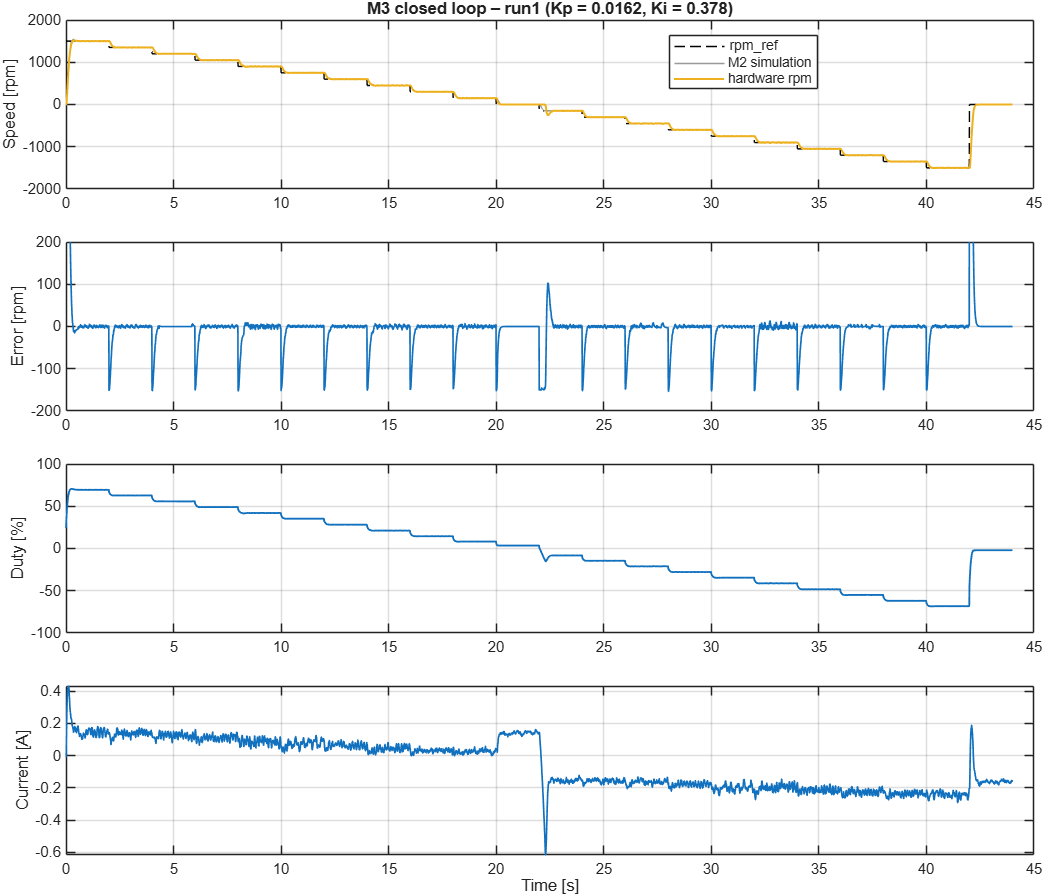 M3 closed loop – run1 (Kp = 0.0162, Ki = 0.378)
2000
1000
0
-1000
-2000
Speed [rpm]
rpm_ref
M2 simulation
hardware rpm
0 5 10 15 20 25 30 35 40 45
200
100
0
-100
-200
Error [rpm]
0 5 10 15 20 25 30 35 40 45
100
50
0
-50
-100
Duty [%]
0 5 10 15 20 25 30 35 40 45
0.4
0.2
0
-0.2
-0.4
-0.6
Current [A]
0 5 10 15 20 25 30 35 40 45
Time [s]